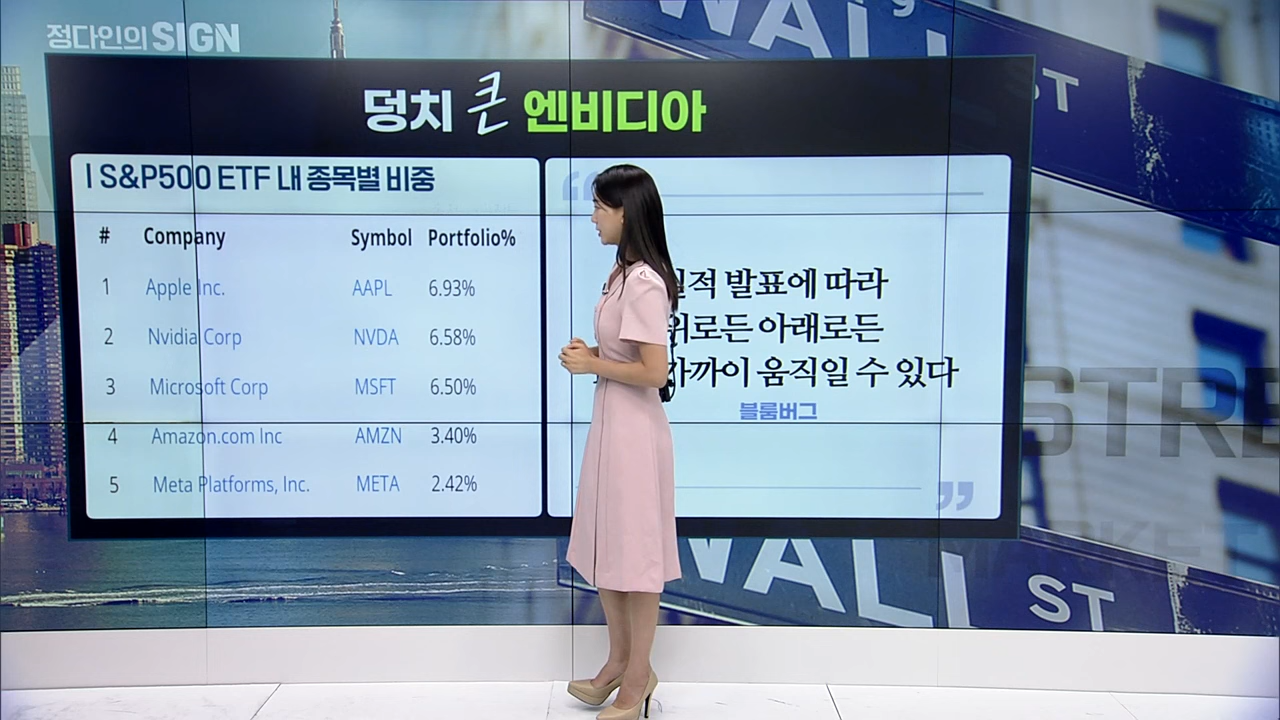 정다인의 SIGN
WALL ST
덩치 큰 엔비디아
S&P500 ETF 내 종목별 비중
# Company Symbol Portfolio%
1 Apple Inc. AAPL 6.93%
2 Nvidia Corp NVDA 6.58%
3 Microsoft Corp MSFT 6.50%
4 Amazon.com Inc AMZN 3.40%
5 Meta Platforms, Inc. META 2.42%
“
발표에 따라
위로든 아래로든
움직일 수 있다
블룸버그
”
STRE
MARKET
WALL ST